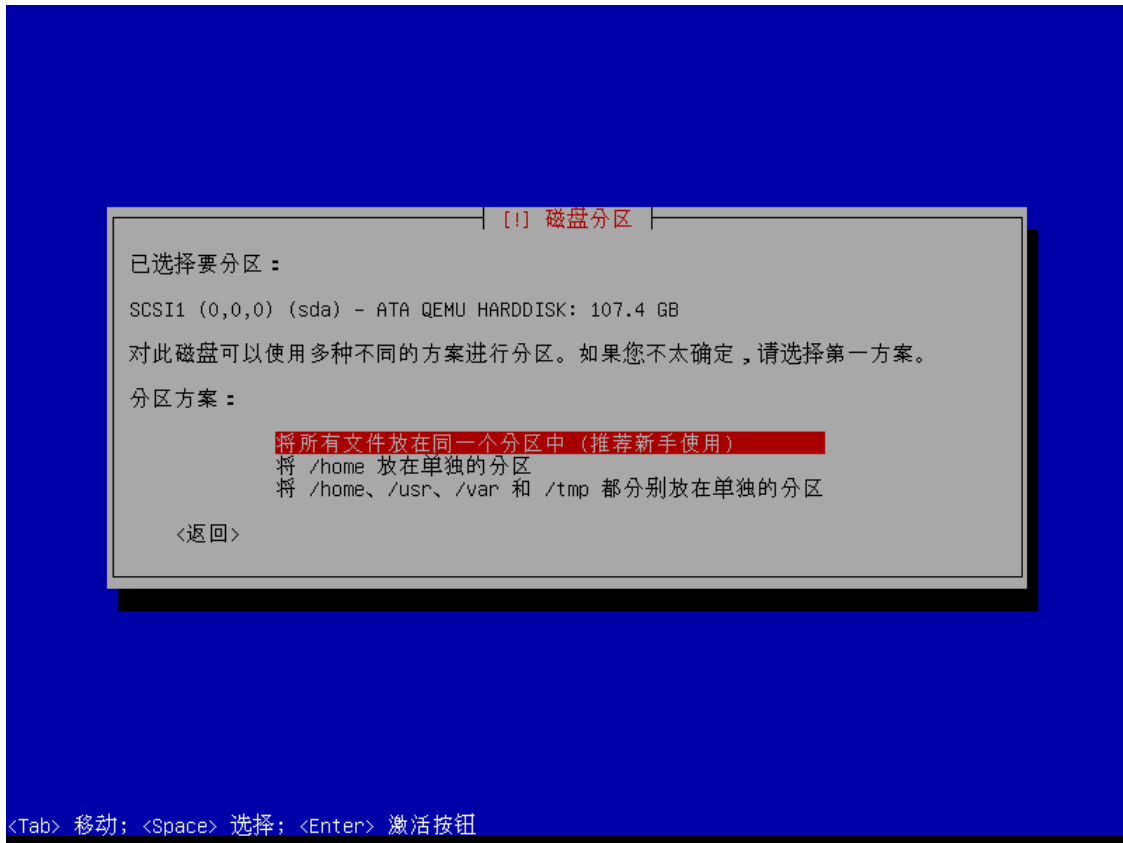 [!] 磁盘分区
已选择要分区：
SCSI1 (0,0,0) (sda) - ATA QEMU HARDDISK: 107.4 GB
对此磁盘可以使用多种不同的方案进行分区。如果您不太确定，请选择第一方案。
分区方案：
将所有文件放在同一个分区中 (推荐新手使用)
将 /home 放在单独的分区
将 /home、/usr、/var 和 /tmp 都分别放在单独的分区
<返回>
<Tab> 移动; <Space> 选择; <Enter> 激活按钮